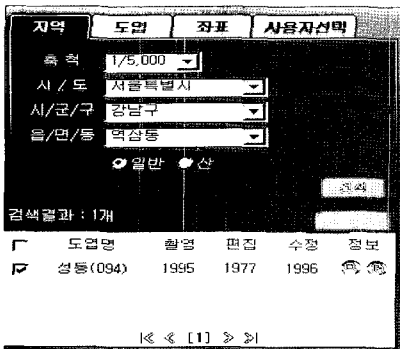 지역 도엽 좌표 사용자선택
축척 1/5,000
시/도 서울특별시
시/군/구 강남구
읍/면/동 역삼동
일반 산
검색
검색결과 : 1개
도엽명 촬영 편집 수정 정보
성동(094) 1995 1977 1996
|≪ ≪ [1] ≫ ≫|